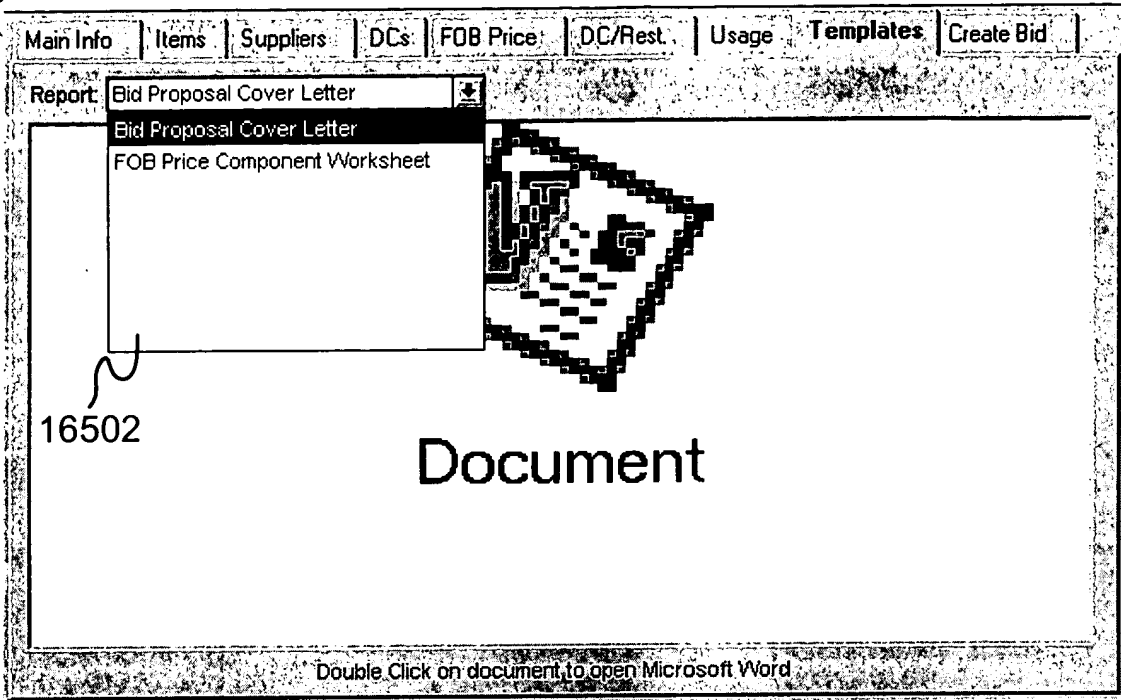 Main Info Items Suppliers DCs FOB Price DC/Rest. Usage Templates Create Bid
Report: Bid Proposal Cover Letter
Bid Proposal Cover Letter
FOB Price Component Worksheet
16502
Document
Double Click on document to open Microsoft Word